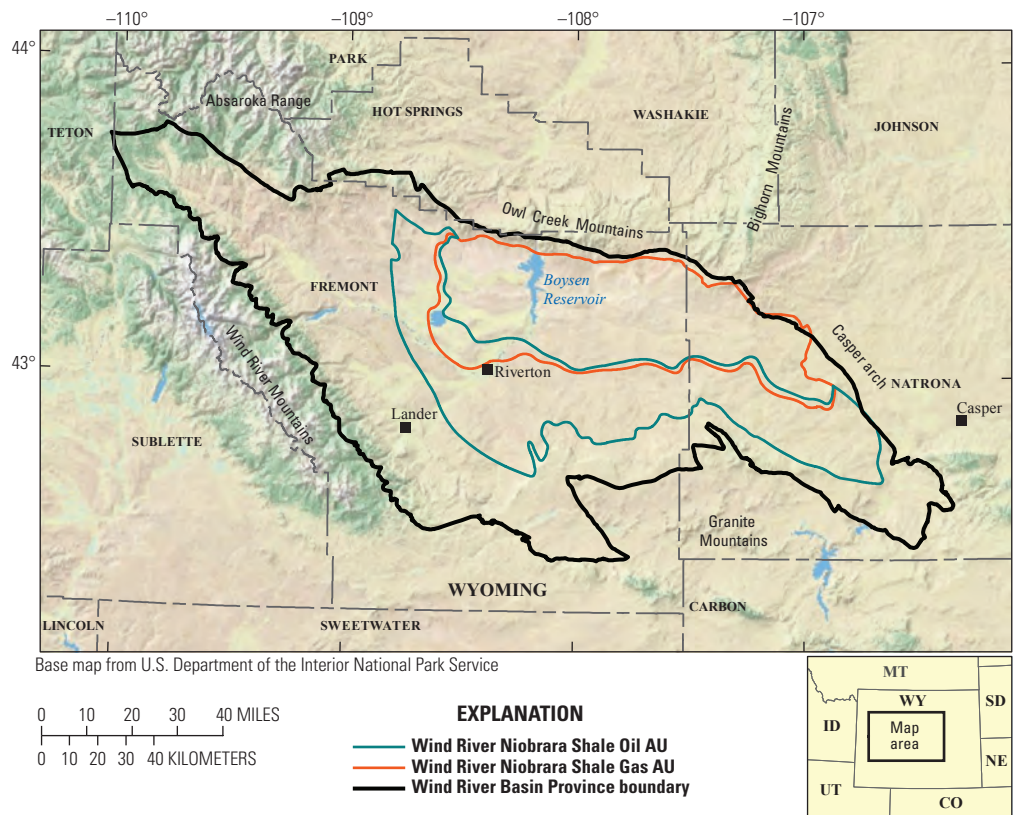 –110°
–109°
–108°
–107°
44°
43°
PARK
Absaroka Range
HOT SPRINGS
WASHAKIE
JOHNSON
TETON
Bighorn Mountains
Owl Creek Mountains
FREMONT
Boysen
Reservoir
Wind River Mountains
Riverton
Casper arch
NATRONA
Lander
Casper
SUBLETTE
Granite
Mountains
WYOMING
CARBON
LINCOLN
SWEETWATER
Base map from U.S. Department of the Interior National Park Service
0 10 20 30 40 MILES
0 10 20 30 40 KILOMETERS
EXPLANATION
Wind River Niobrara Shale Oil AU
Wind River Niobrara Shale Gas AU
Wind River Basin Province boundary
MT
WY
SD
ID
Map
area
NE
UT
CO